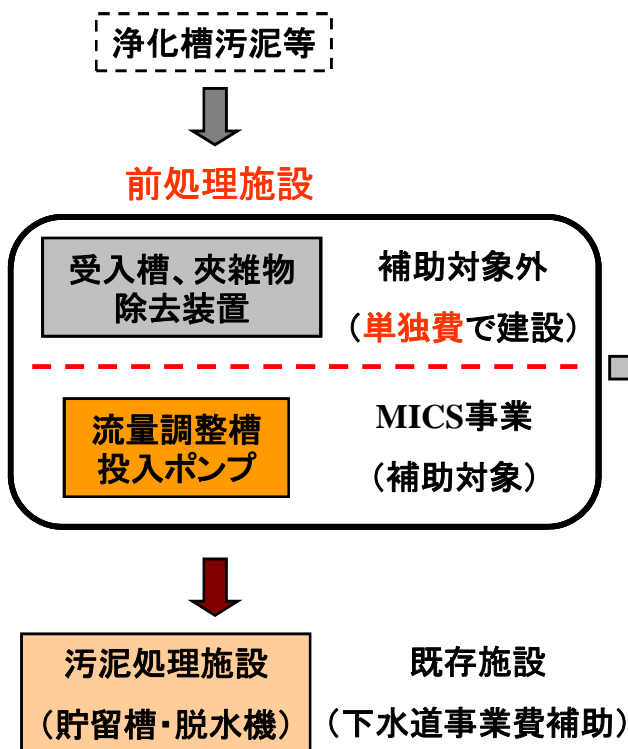 浄化槽汚泥等
前処理施設
受入槽、夾雑物
除去装置
補助対象外
（単独費で建設）
流量調整槽
投入ポンプ
MICS事業
（補助対象）
汚泥処理施設
（貯留槽・脱水機）
既存施設
（下水道事業費補助）